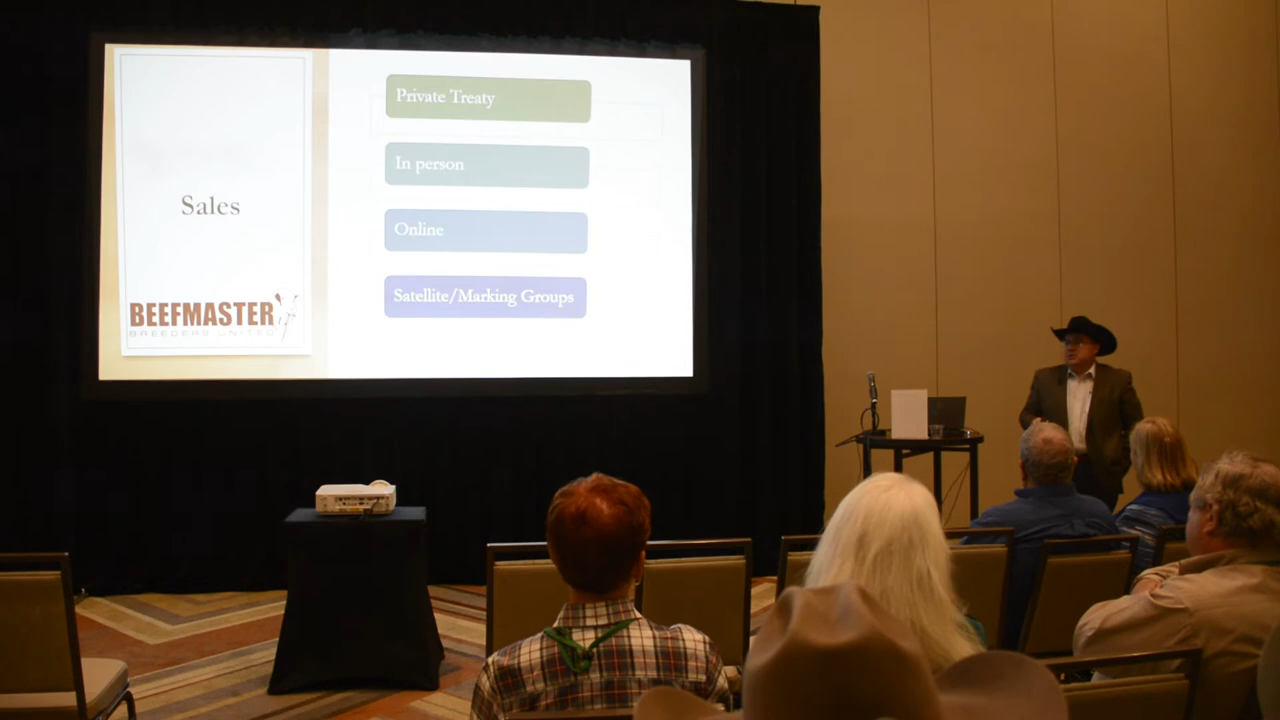 Sales
BEEFMASTER
BREEDERS UNITED
Private Treaty
In person
Online
Satellite/Marking Groups